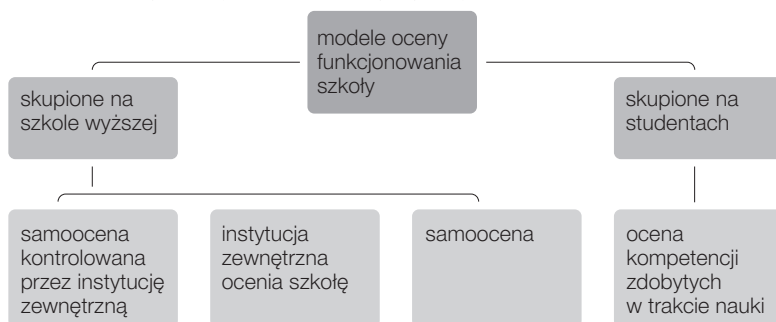 modele oceny
funkcjonowania
szkoły
skupione na
szkole wyższej
skupione na
studentach
samoocena
kontrolowana
przez instytucję
zewnętrzną
instytucja
zewnętrzna
ocenia szkołę
samoocena
ocena
kompetencji
zdobytych
w trakcie nauki